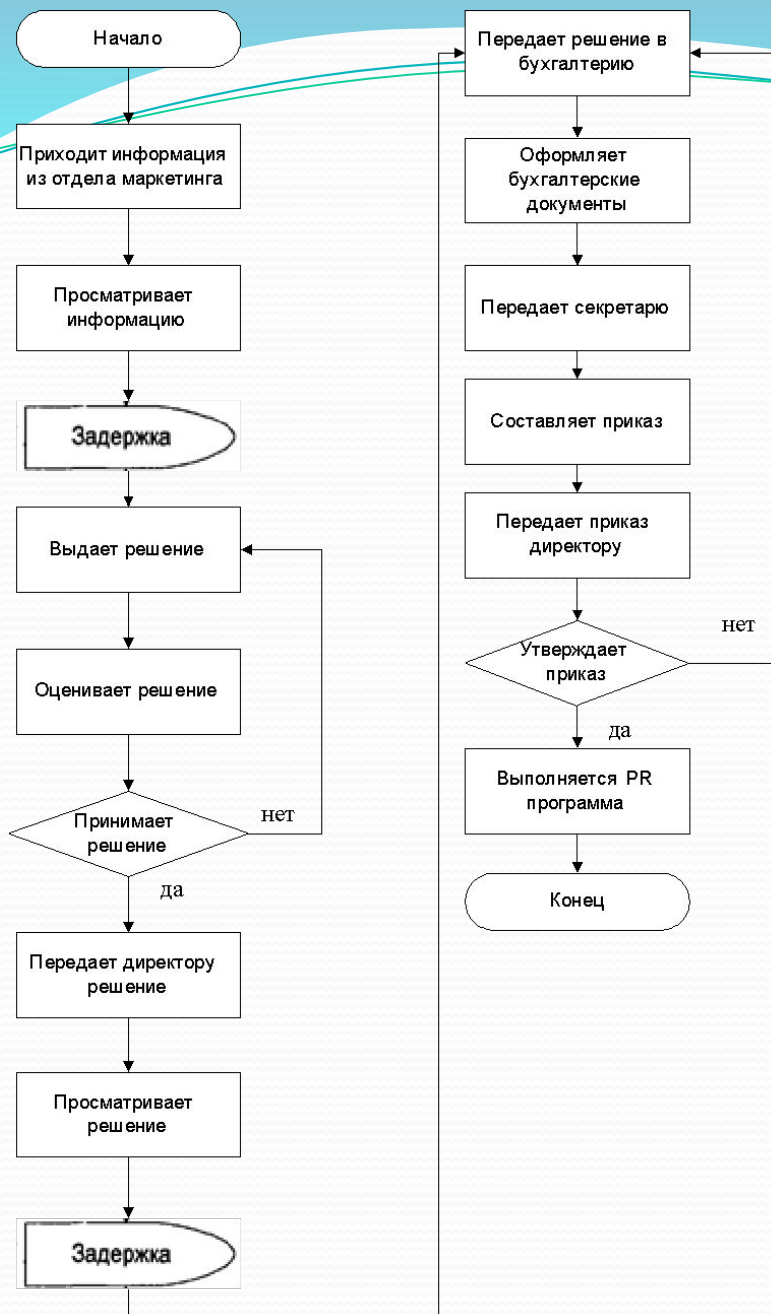 Начало
Приходит информация
из отдела маркетинга
Просматривает
информацию
Задержка
Выдает решение
Оценивает решение
Принимает
решение
нет
да
Передает директору
решение
Просматривает
решение
Задержка
Передает решение в
бухгалтерию
Оформляет
бухгалтерские
документы
Передает секретарю
Составляет приказ
Передает приказ
директору
Утверждает
приказ
нет
да
Выполняется PR
программа
Конец